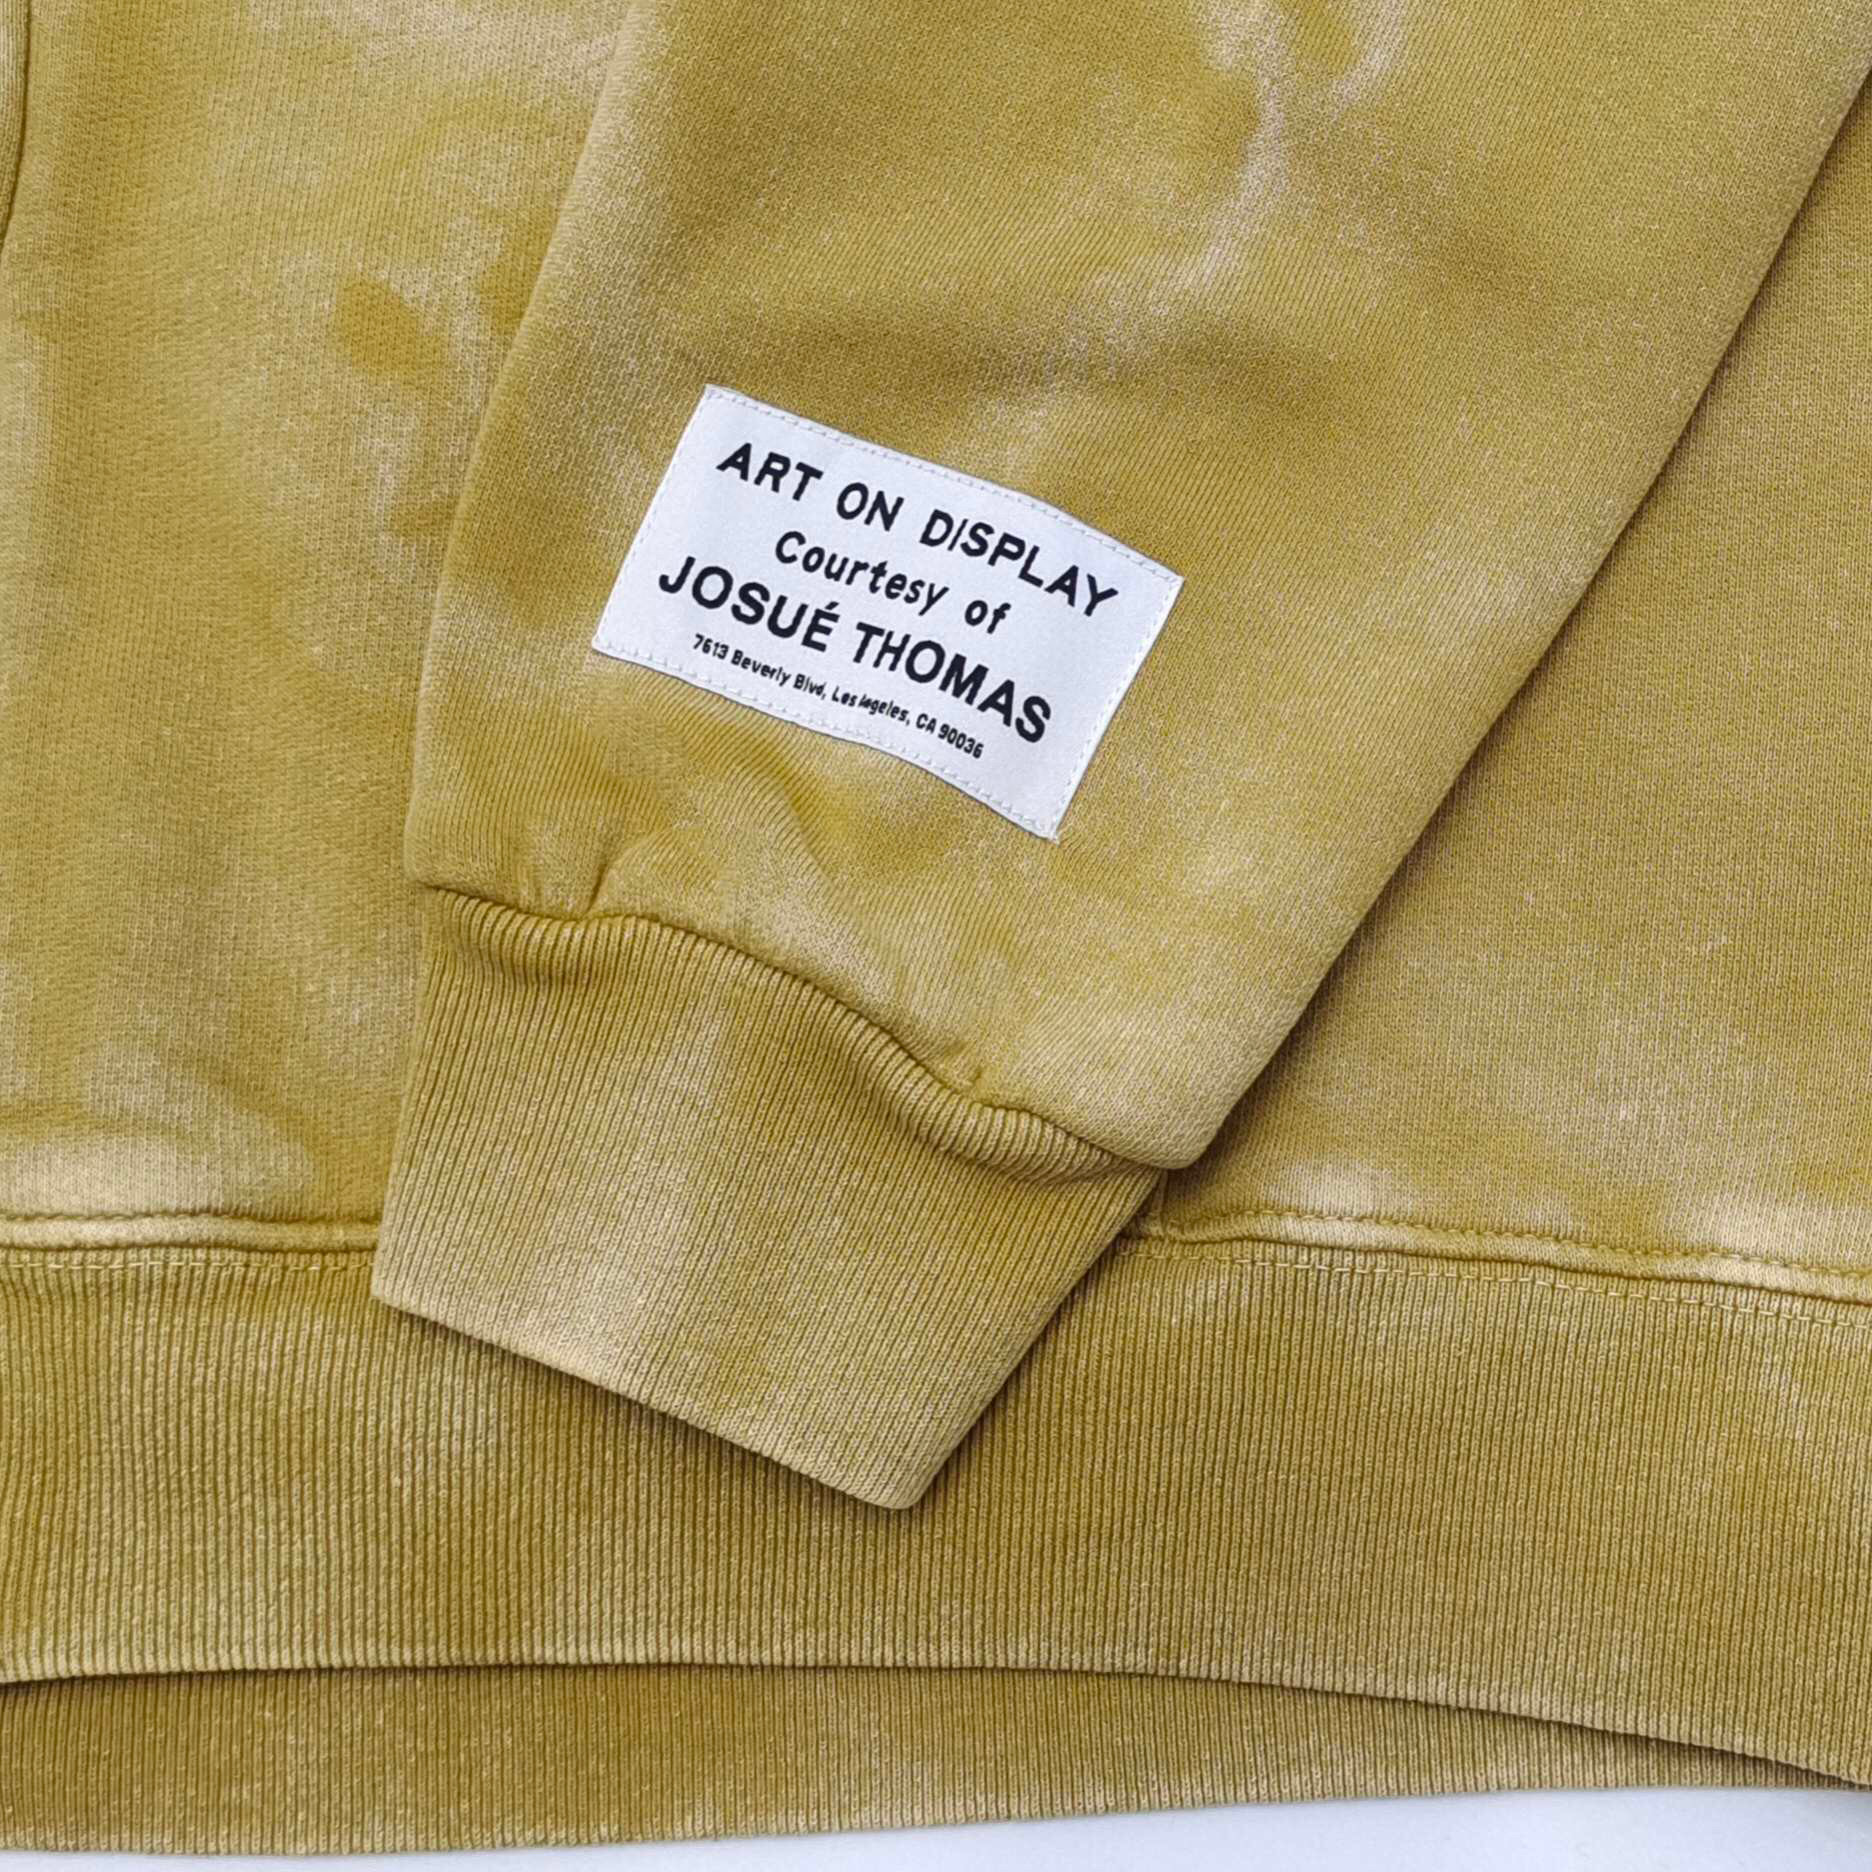 ART ON DISPLAY
Courtesy of
JOSUÉ THOMAS
7613 Beverly Blvd, Los Angeles, CA 90036